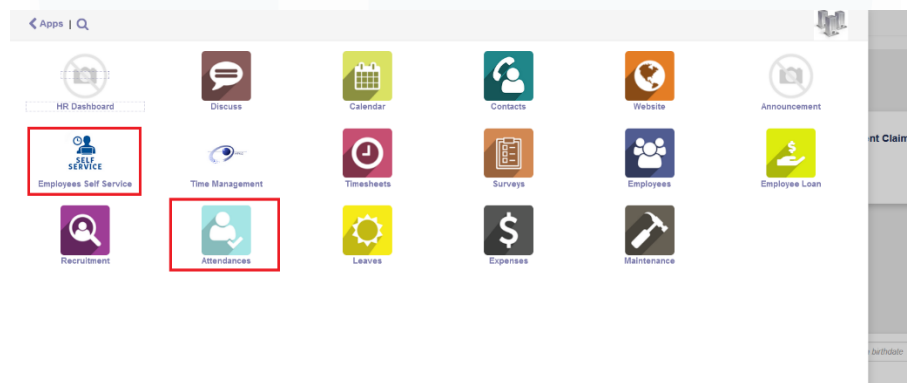 Apps |
HR Dashboard
Discuss
Calendar
Contacts
Website
Announcement
SELF
SERVICE
Employees Self Service
Time Management
Timesheets
Surveys
Employees
Employee Loan
nt Claim
Recruitment
Attendances
Leaves
Expenses
Maintenance
birthdate